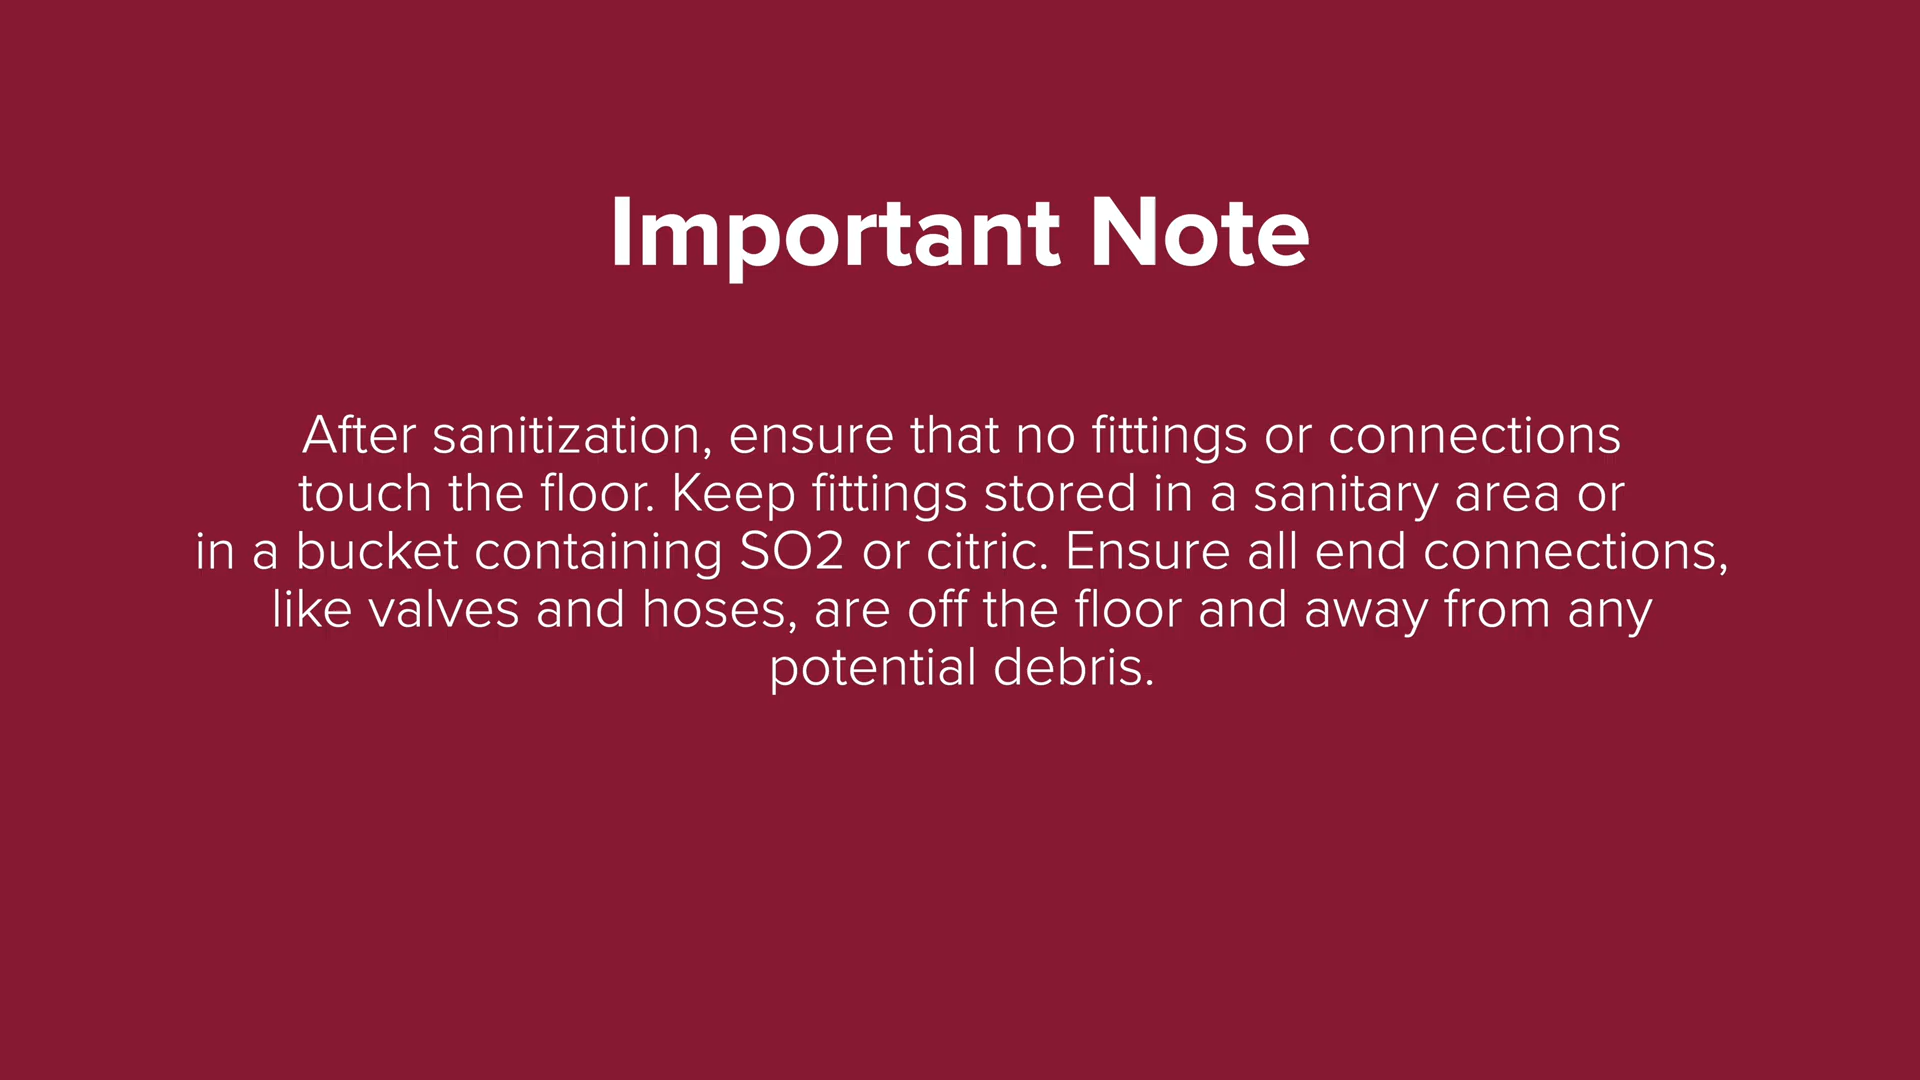 Important Note
After sanitization, ensure that no fittings or connections
touch the floor. Keep fittings stored in a sanitary area or
in a bucket containing SO2 or citric. Ensure all end connections,
like valves and hoses, are off the floor and away from any
potential debris.